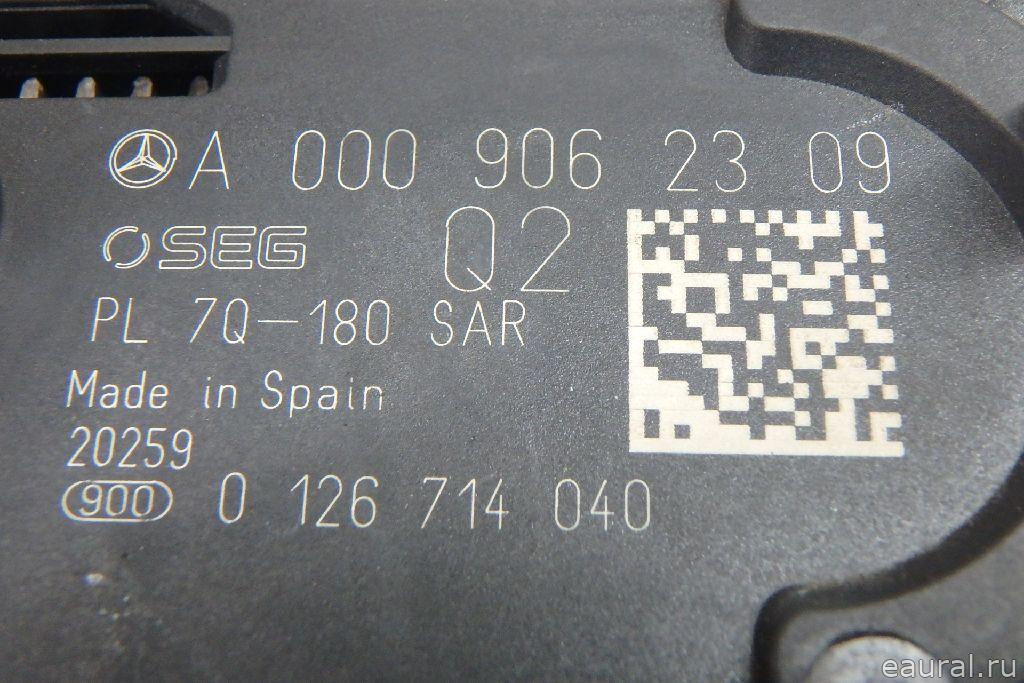 A 000 906 23 09
SEG Q2
PL 7Q-180 SAR
Made in Spain
20259
900 0 126 714 040
eaural.ru